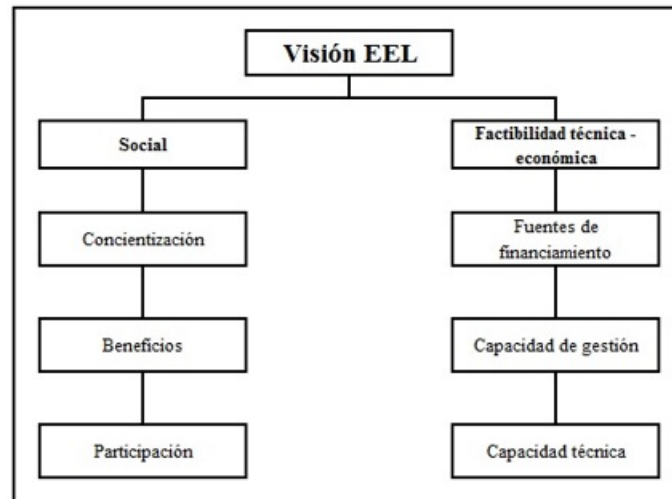 Visión EEL
Social
Concientización
Beneficios
Participación
Factibilidad técnica -
económica
Fuentes de
financiamiento
Capacidad de gestión
Capacidad técnica